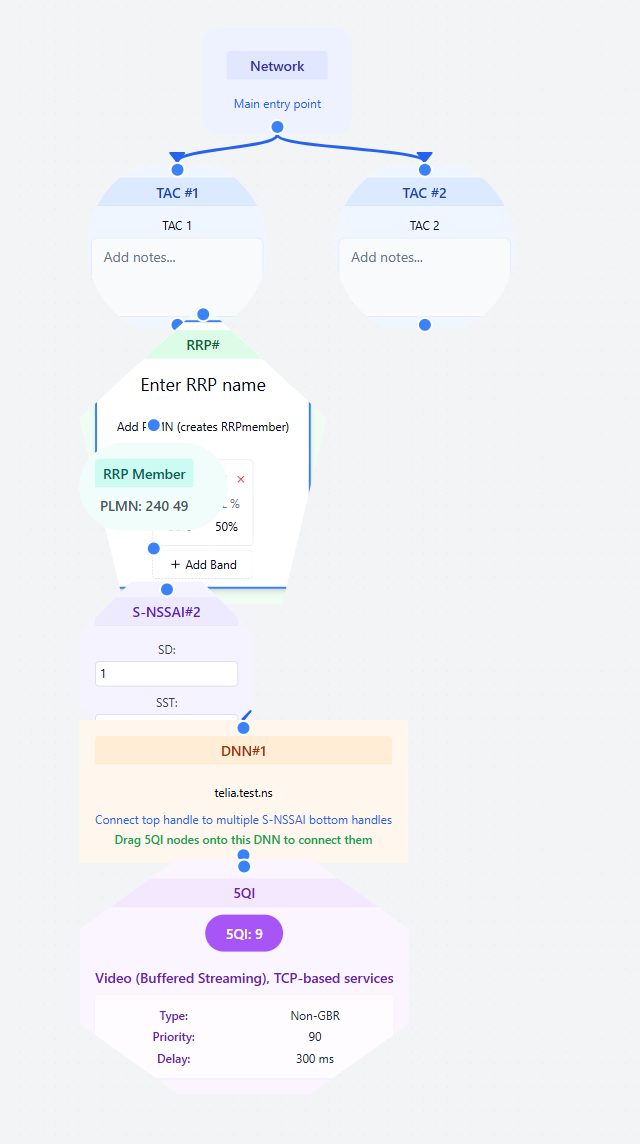 Network
Main entry point
TAC #1
TAC #2
TAC 1
TAC 2
Add notes...
Add notes...
RRP#
Enter RRP name
Add IN (creates RRPmember)
×
RRP Member
%
PLMN: 240 49
50%
+ Add Band
S-NSSAI#2
SD:
1
SST:
DNN#1
telia.test.ns
Connect top handle to multiple S-NSSAI bottom handles
Drag 5QI nodes onto this DNN to connect them
5QI
5QI: 9
Video (Buffered Streaming), TCP-based services
Type: Non-GBR
Priority: 90
Delay: 300 ms